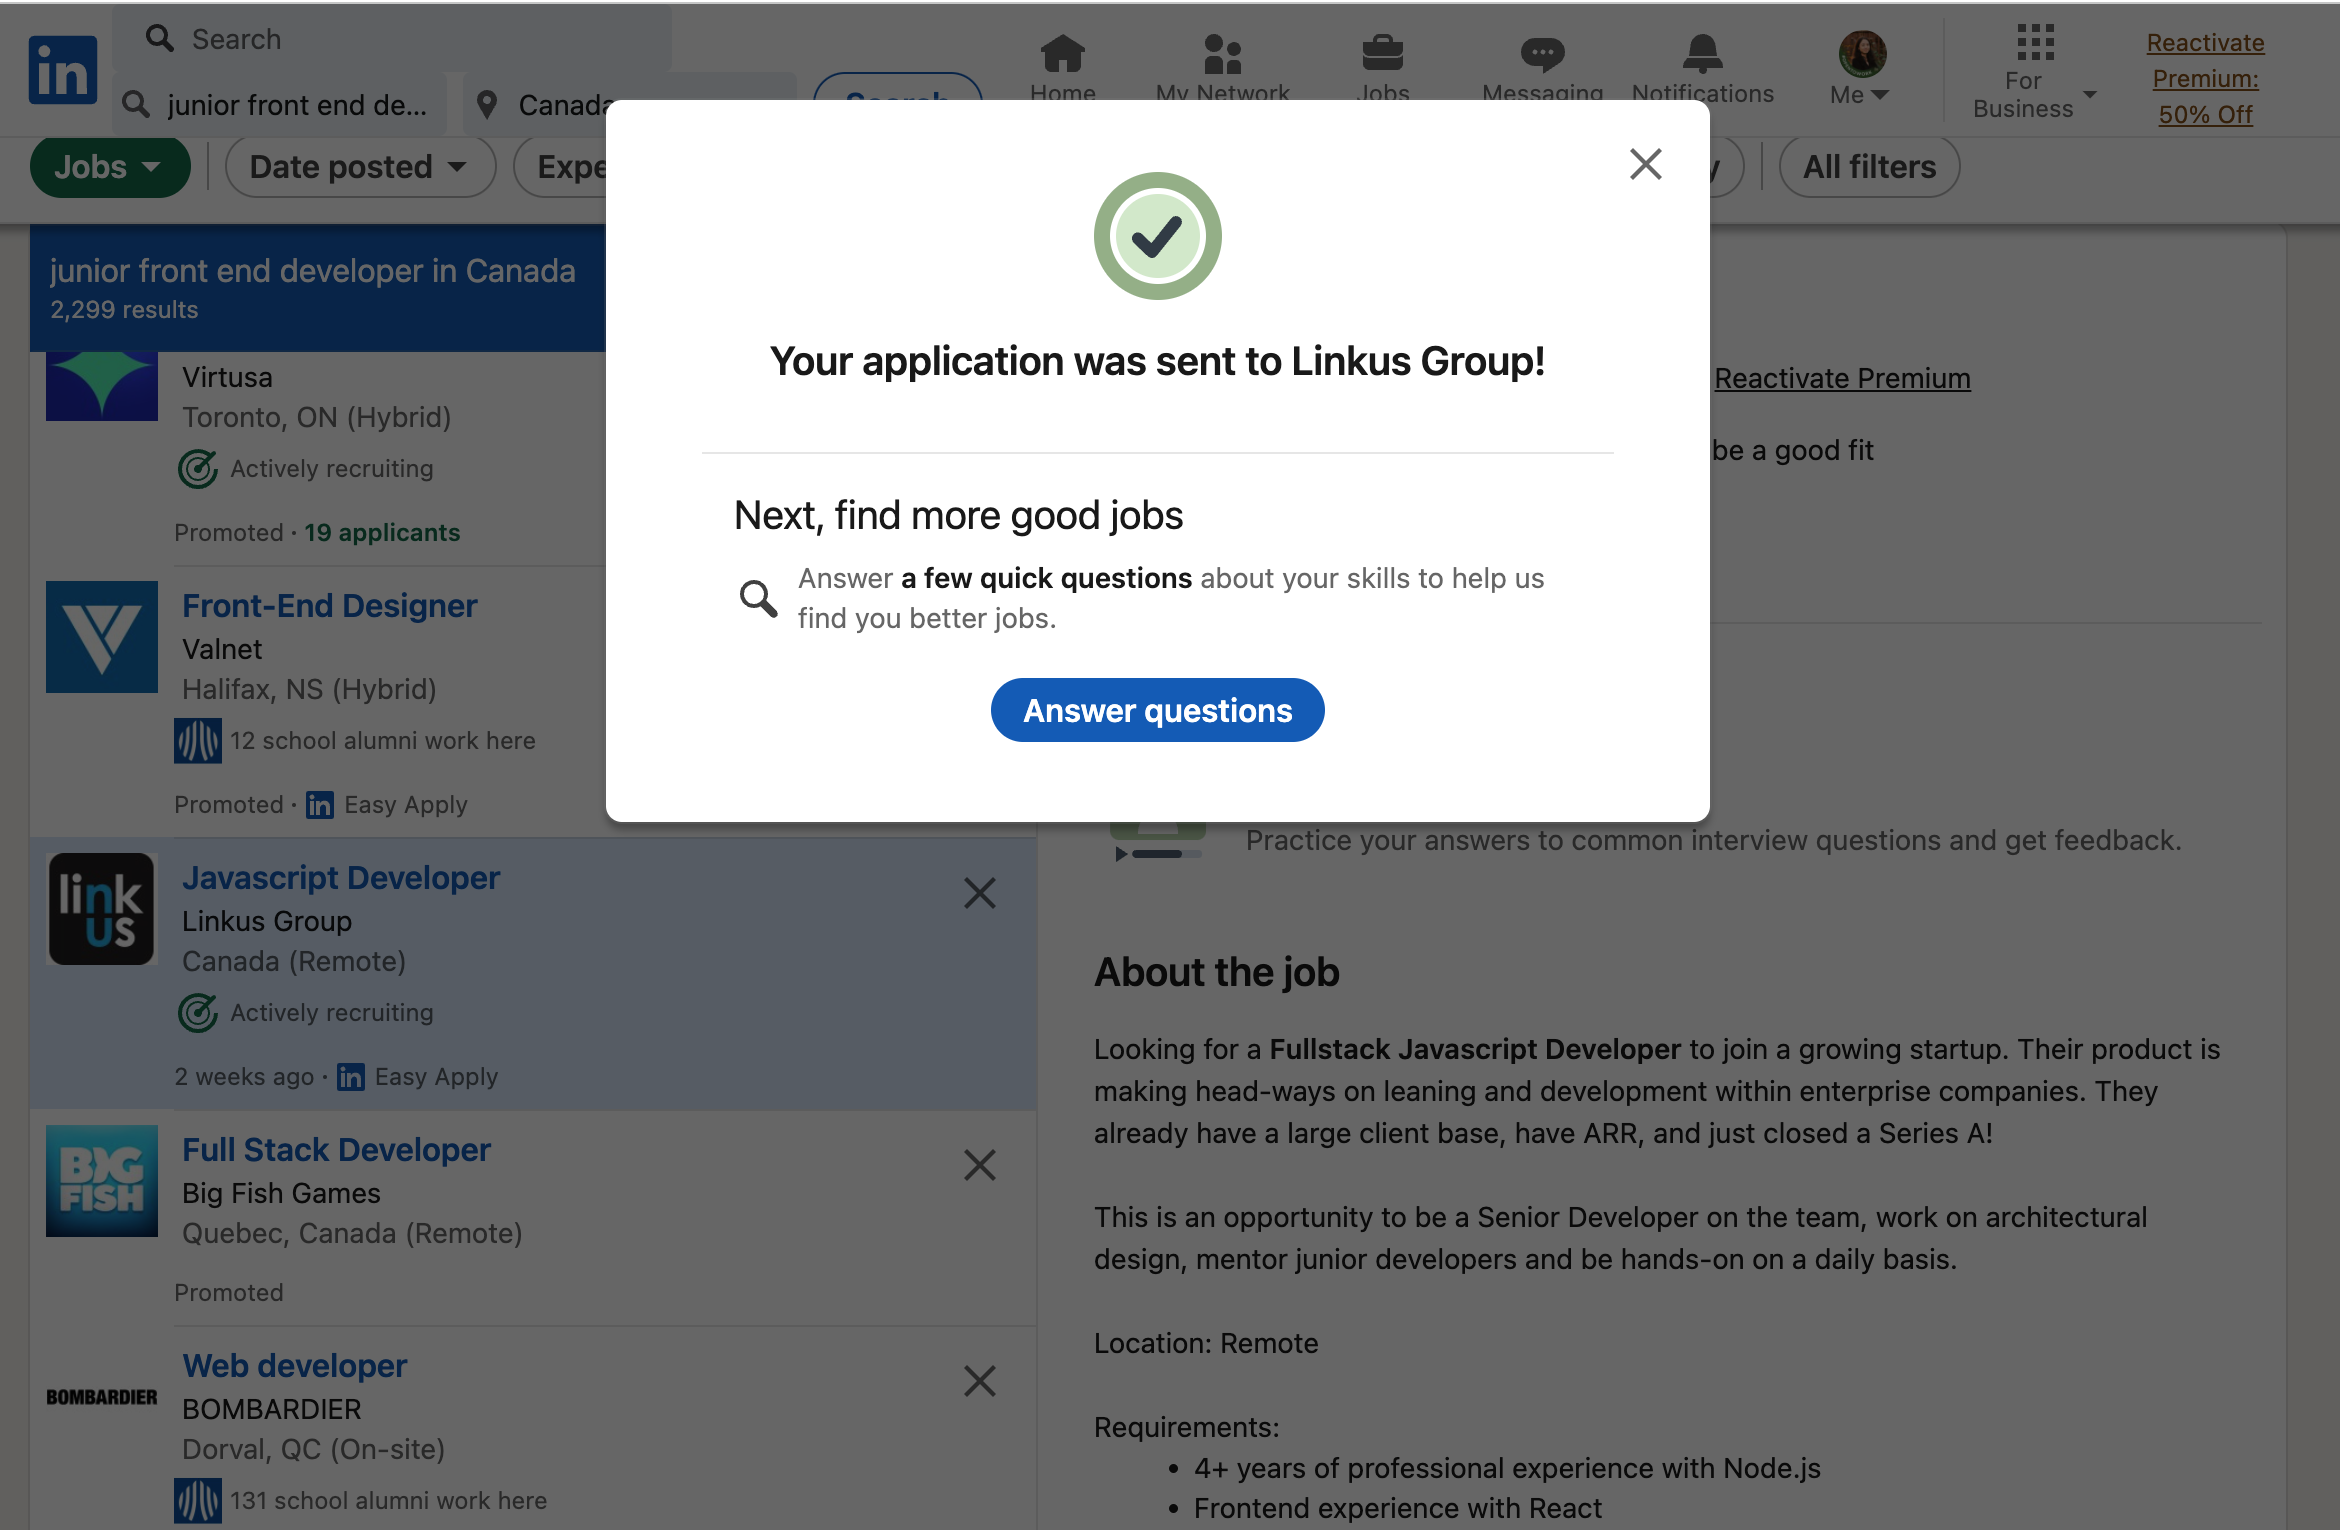 Search
in
junior front end de...
Canada
Home
My Network
Jobs
Messaging
Notifications
Me
For
Business
Reactivate
Premium:
50% Off
Jobs
Date posted
All filters
junior front end developer in Canada
2,299 results
Virtusa
Toronto, ON (Hybrid)
Actively recruiting
Promoted · 19 applicants
Front-End Designer
Valnet
Halifax, NS (Hybrid)
12 school alumni work here
Promoted · in Easy Apply
link
us
Javascript Developer
Linkus Group
Canada (Remote)
Actively recruiting
2 weeks ago · in Easy Apply
BIG
FISH
Full Stack Developer
Big Fish Games
Quebec, Canada (Remote)
Promoted
BOMBARDIER
Web developer
BOMBARDIER
Dorval, QC (On-site)
131 school alumni work here
Your application was sent to Linkus Group!
Next, find more good jobs
Answer a few quick questions about your skills to help us
find you better jobs.
Answer questions
Reactivate Premium
be a good fit
Practice your answers to common interview questions and get feedback.
About the job
Looking for a Fullstack Javascript Developer to join a growing startup. Their product is
making head-ways on leaning and development within enterprise companies. They
already have a large client base, have ARR, and just closed a Series A!
This is an opportunity to be a Senior Developer on the team, work on architectural
design, mentor junior developers and be hands-on on a daily basis.
Location: Remote
Requirements:
• 4+ years of professional experience with Node.js
• Frontend experience with React